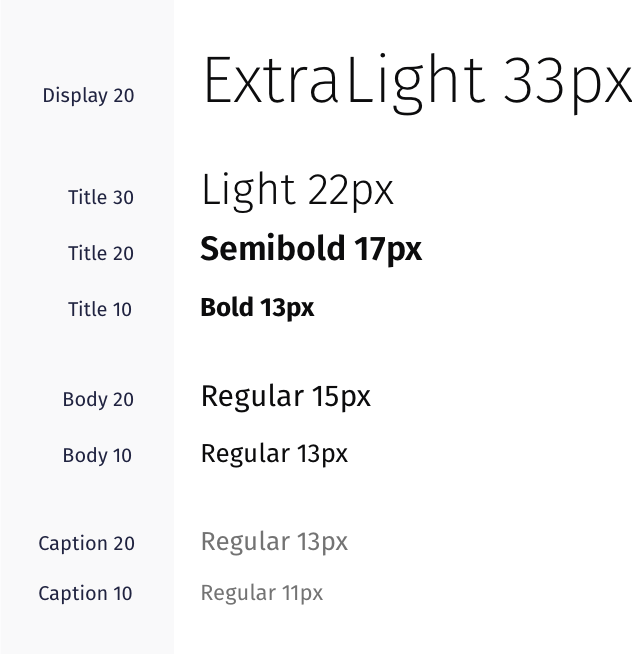 Display 20 ExtraLight 33px
Title 30 Light 22px
Title 20 Semibold 17px
Title 10 Bold 13px
Body 20 Regular 15px
Body 10 Regular 13px
Caption 20 Regular 13px
Caption 10 Regular 11px